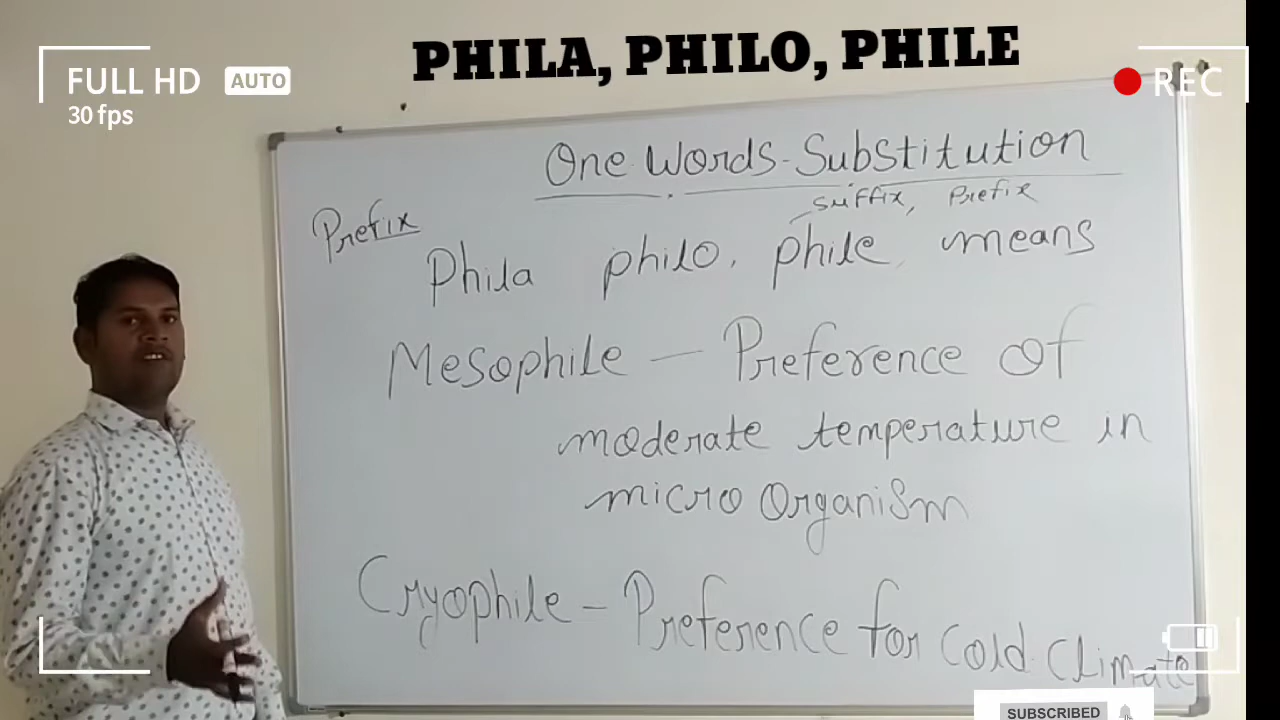 PHILA, PHILO, PHILE
FULL HD AUTO
30 fps
REC
One Words-Substitution
suffix, Prefix
Prefix
Phila philo, phile, means
Mesophile — Preference of
moderate temperature in
micro Organism
Cryophile – Preference for cold climate
SUBSCRIBED